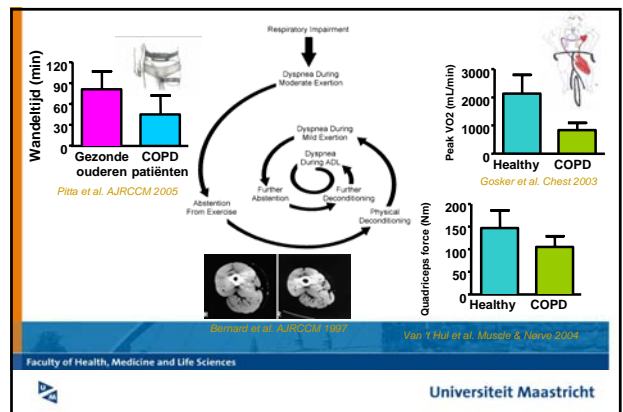 Wandeltijd (min)
120
90
60
30
0
Gezonde
ouderen
COPD
patiënten
Pitta et al. AJRCCM 2005
Respiratory Impairment
Dyspnea During
Moderate Exertion
Dyspnea During
Mild Exertion
Dyspnea
During ADL
Further
Abstention
Further
Deconditioning
Abstention
From Exercise
Physical
Deconditioning
Bernard et al. AJRCCM 1997
Peak VO2 (mL/min)
3000
2000
1000
0
Healthy
COPD
Gosker et al. Chest 2003
Quadriceps force (Nm)
200
150
100
50
0
Healthy
COPD
Van 't Hul et al. Muscle & Nerve 2004
Faculty of Health, Medicine and Life Sciences
Universiteit Maastricht